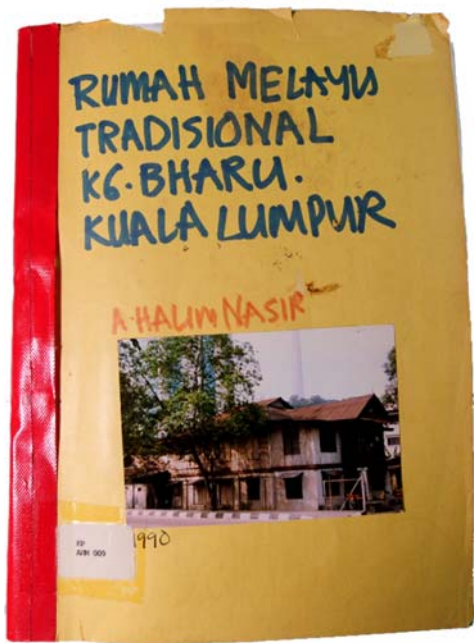 RUMAH MELAYU
TRADISIONAL
KG. BHARU.
KUALA LUMPUR
A. HALIM NASIR
1990